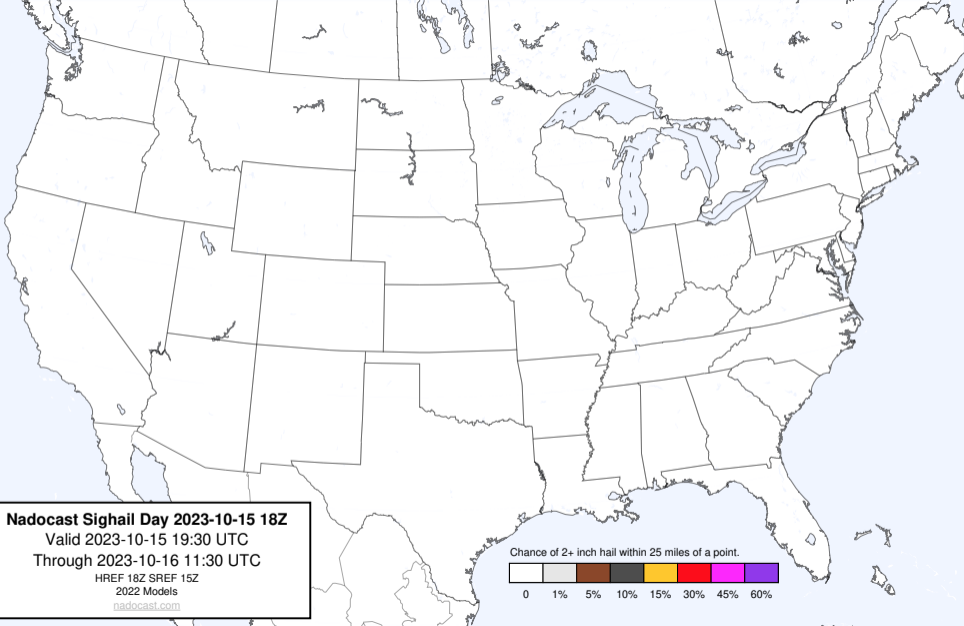 Nadocast Sighail Day 2023-10-15 18Z
Valid 2023-10-15 19:30 UTC
Through 2023-10-16 11:30 UTC
HREF 18Z SREF 15Z
2022 Models
nadocast.com
Chance of 2+ inch hail within 25 miles of a point.
0 1% 5% 10% 15% 30% 45% 60%